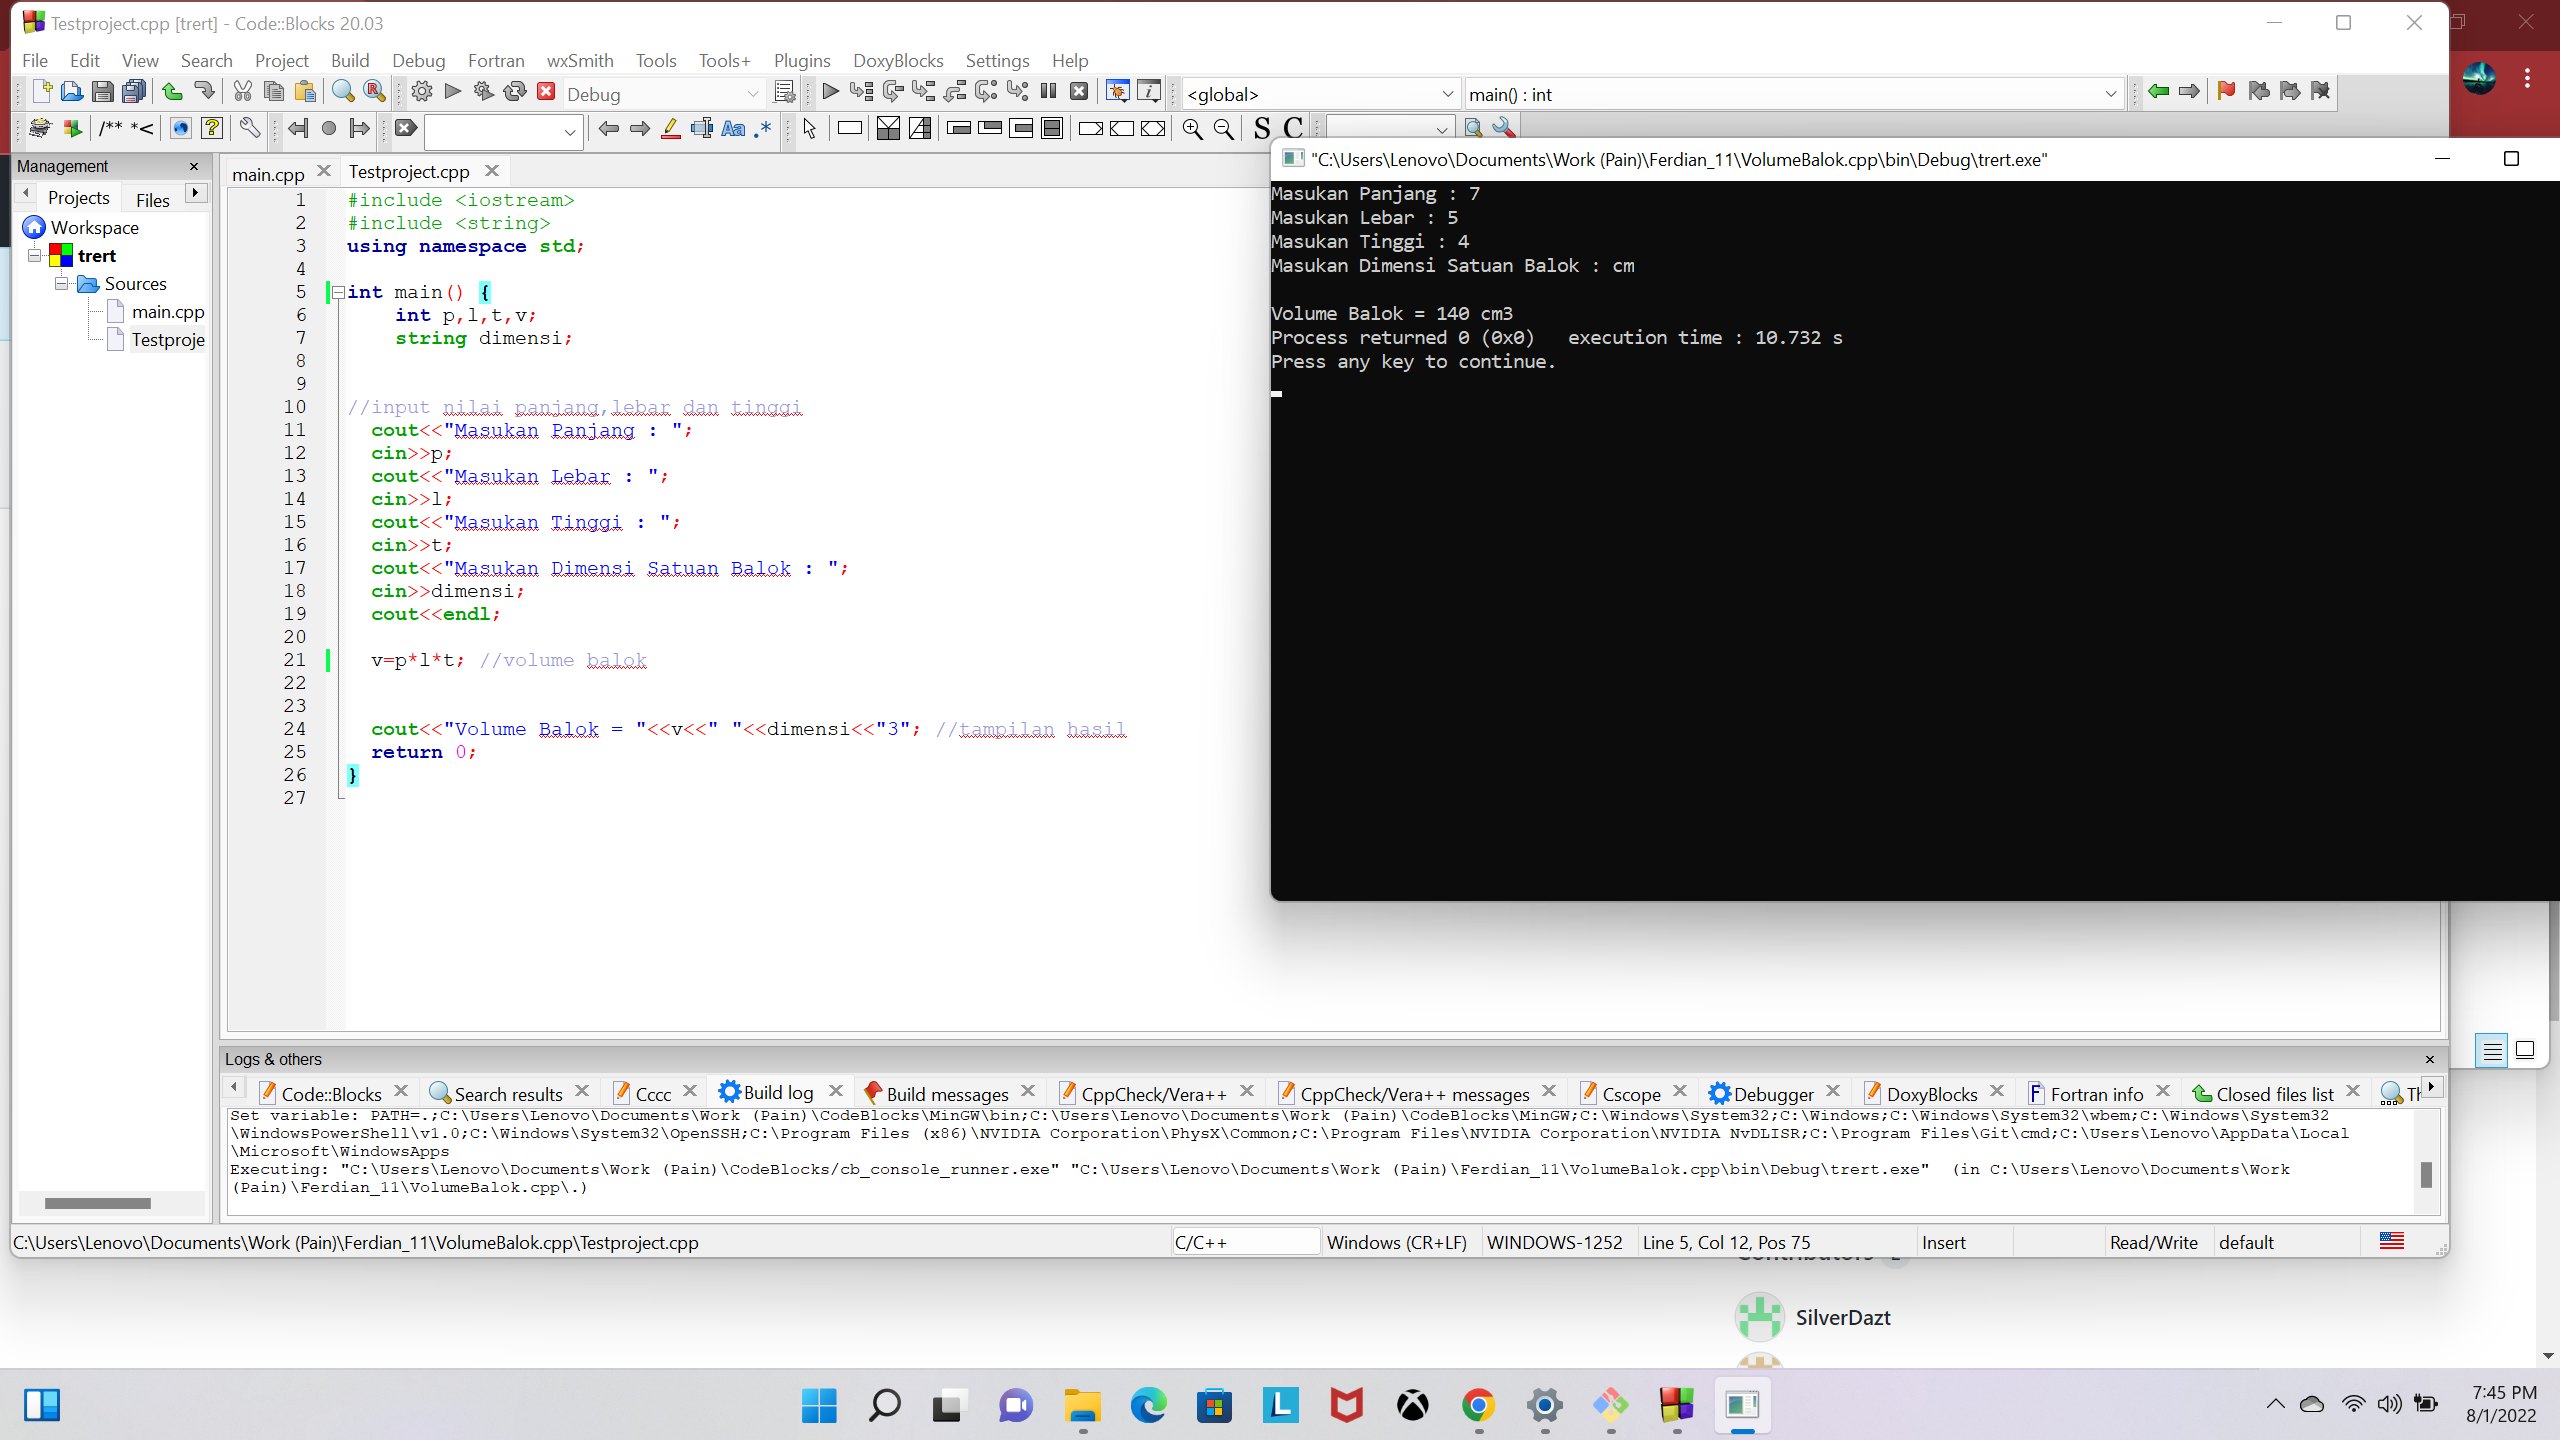 Testproject.cpp [trert] - Code::Blocks 20.03
File Edit View Search Project Build Debug Fortran wxSmith Tools Tools+ Plugins DoxyBlocks Settings Help
Debug
<global>
main() : int
/** *<
Aa .*
S C
Management
Projects Files
Workspace
trert
Sources
main.cpp
Testproje
main.cpp
Testproject.cpp
1 #include <iostream>
2 #include <string>
3 using namespace std;
4
5 int main() {
6 int p,l,t,v;
7 string dimensi;
8
9
10 //input nilai panjang,lebar dan tinggi
11 cout<<"Masukan Panjang : ";
12 cin>>p;
13 cout<<"Masukan Lebar : ";
14 cin>>l;
15 cout<<"Masukan Tinggi : ";
16 cin>>t;
17 cout<<"Masukan Dimensi Satuan Balok : ";
18 cin>>dimensi;
19 cout<<endl;
20
21 v=p*l*t; //volume balok
22
23
24 cout<<"Volume Balok = "<<v<<" "<<dimensi<<"3"; //tampilan hasil
25 return 0;
26 }
27
"C:\Users\Lenovo\Documents\Work (Pain)\Ferdian_11\VolumeBalok.cpp\bin\Debug\trert.exe"
Masukan Panjang : 7
Masukan Lebar : 5
Masukan Tinggi : 4
Masukan Dimensi Satuan Balok : cm
Volume Balok = 140 cm3
Process returned 0 (0x0)   execution time : 10.732 s
Press any key to continue.
Logs & others
Code::Blocks Search results Cccc Build log Build messages CppCheck/Vera++ CppCheck/Vera++ messages Cscope Debugger DoxyBlocks Fortran info Closed files list Th
Set variable: PATH=.;C:\Users\Lenovo\Documents\Work (Pain)\CodeBlocks\MinGW\bin;C:\Users\Lenovo\Documents\Work (Pain)\CodeBlocks\MinGW;C:\Windows\System32;C:\Windows;C:\Windows\System32\wbem;C:\Windows\System32
\WindowsPowerShell\v1.0;C:\Windows\System32\OpenSSH;C:\Program Files (x86)\NVIDIA Corporation\PhysX\Common;C:\Program Files\NVIDIA Corporation\NVIDIA NvDLISR;C:\Program Files\Git\cmd;C:\Users\Lenovo\AppData\Local
\Microsoft\WindowsApps
Executing: "C:\Users\Lenovo\Documents\Work (Pain)\CodeBlocks/cb_console_runner.exe" "C:\Users\Lenovo\Documents\Work (Pain)\Ferdian_11\VolumeBalok.cpp\bin\Debug\trert.exe"  (in C:\Users\Lenovo\Documents\Work
(Pain)\Ferdian_11\VolumeBalok.cpp\.)
C:\Users\Lenovo\Documents\Work (Pain)\Ferdian_11\VolumeBalok.cpp\Testproject.cpp
C/C++
Windows (CR+LF)
WINDOWS-1252
Line 5, Col 12, Pos 75
Insert
Read/Write
default
SilverDazt
7:45 PM
8/1/2022